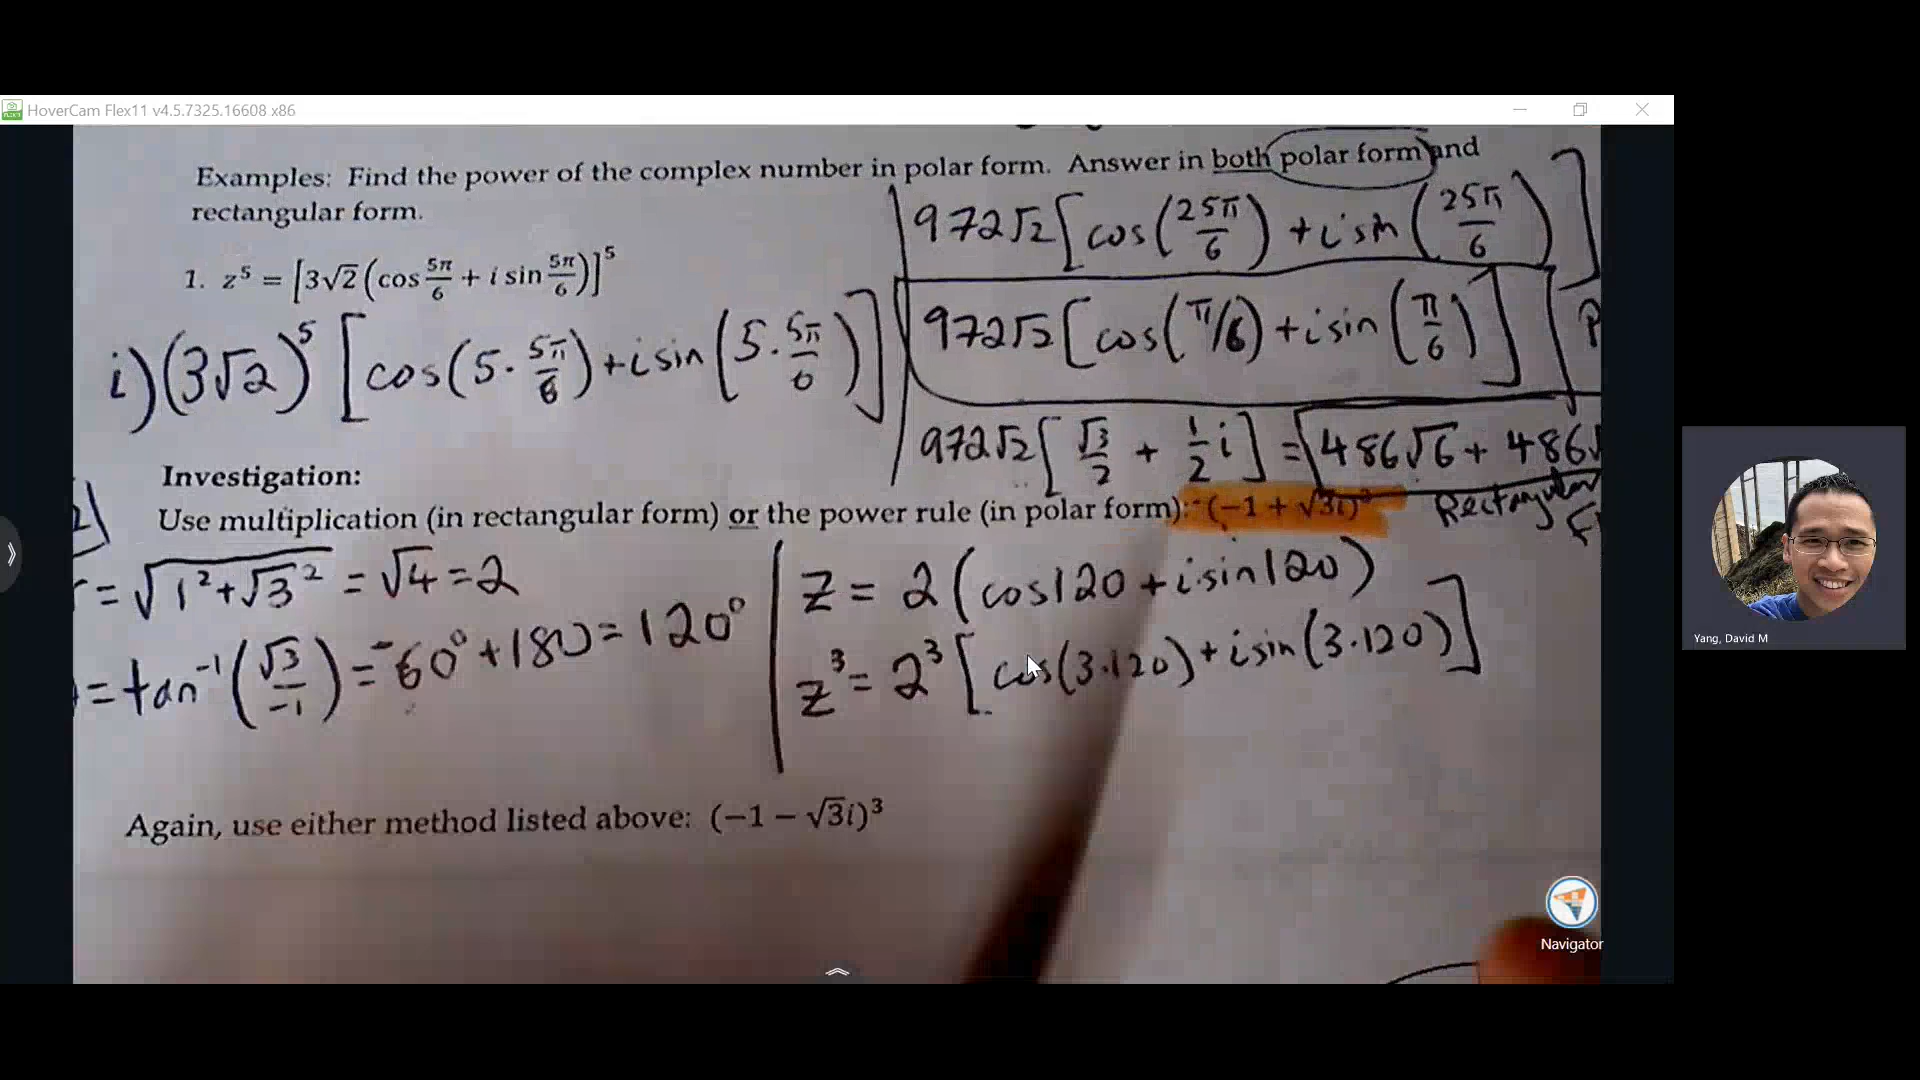 HoverCam Flex11 v4.5.7325.16608 x86
Examples: Find the power of the complex number in polar form. Answer in both polar form and
rectangular form.
1. z⁵ = [3√2(cos 5π/6 + i sin 5π/6)]⁵
i) (3√2)⁵ [cos(5·5π/6) + i sin(5·5π/6)]
972√2 [cos(25π/6) + i sin(25π/6)]
972√2 [cos(π/6) + i sin(π/6)]
972√2 [√3/2 + 1/2 i] = 486√6 + 486√
Rectangular
Investigation:
2)
Use multiplication (in rectangular form) or the power rule (in polar form): (−1 + √3i)
r = √1² + √3² = √4 = 2
= tan⁻¹(√3/−1) = -60° + 180 = 120°
z = 2(cos120 + i sin120)
z³ = 2³ [cos(3·120) + i sin(3·120)]
Again, use either method listed above: (−1 − √3i)³
Navigator
Yang, David M